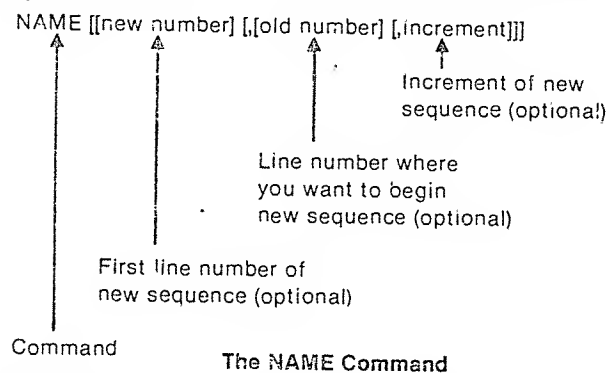 NAME [[new number] [,[old number] [,increment]]]
Increment of new
sequence (optional)
Line number where
you want to begin
new sequence (optional)
First line number of
new sequence (optional)
Command
The NAME Command